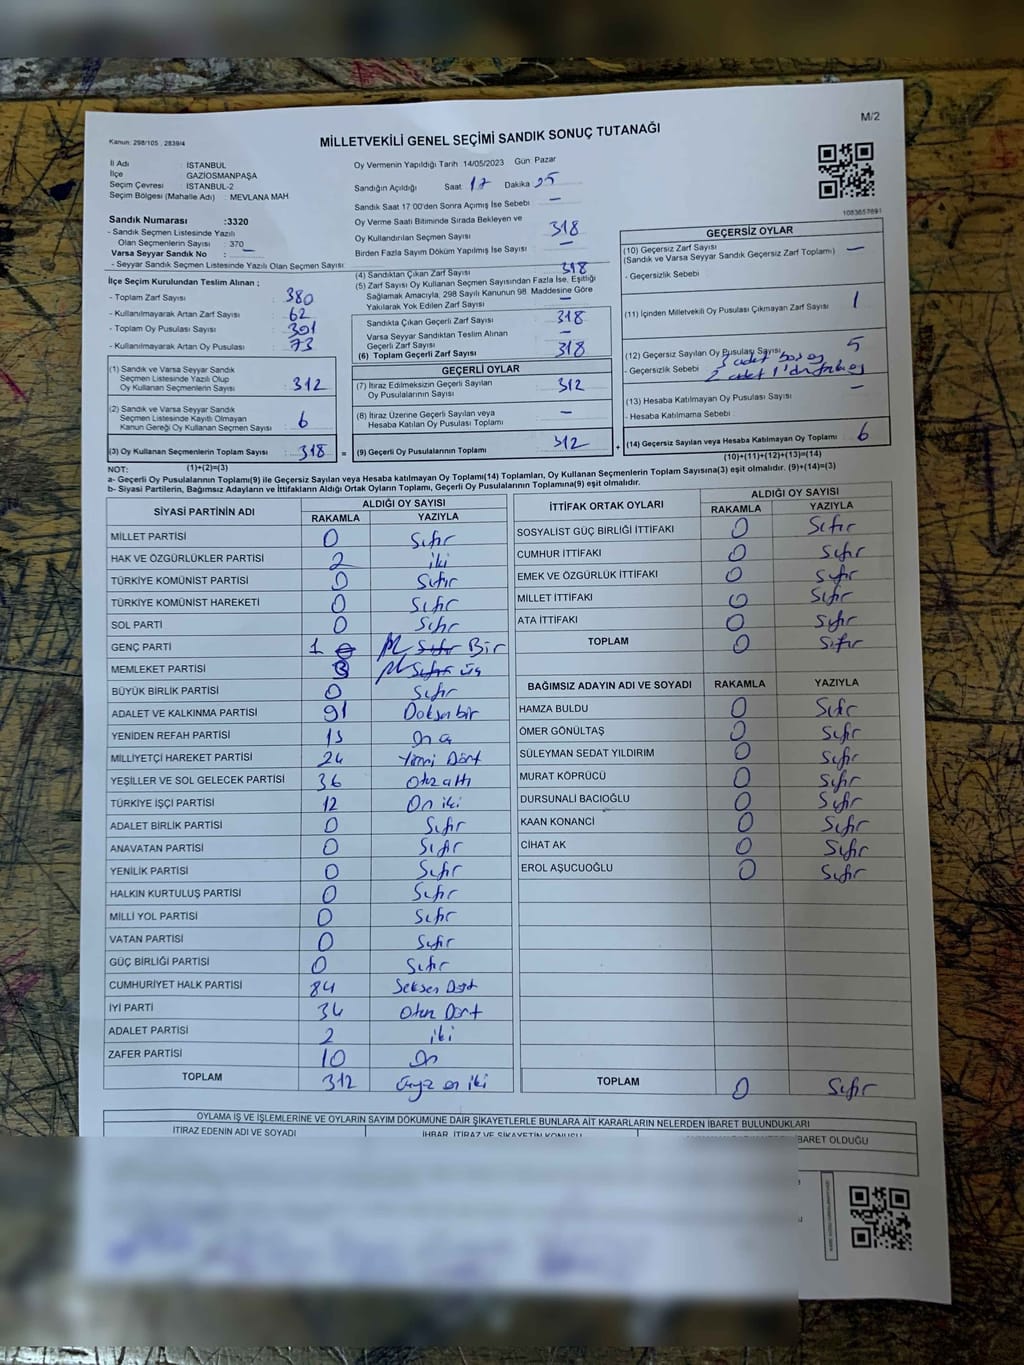 M/2
Kanun: 298/105 , 2839/4
MİLLETVEKİLİ GENEL SEÇİMİ SANDIK SONUÇ TUTANAĞI
İl Adı : İSTANBUL
İlçe : GAZİOSMANPAŞA
Seçim Çevresi : İSTANBUL-2
Seçim Bölgesi (Mahalle Adı) : MEVLANA MAH
Sandık Numarası :3320
- Sandık Seçmen Listesinde Yazılı
Olan Seçmenlerin Sayısı : 370
Varsa Seyyar Sandık No : —
- Seyyar Sandık Seçmen Listesinde Yazılı Olan Seçmen Sayısı
Oy Vermenin Yapıldığı Tarih 14/05/2023 Gün Pazar
Sandığın Açıldığı Saat 17 Dakika 25
Sandık Saat 17 00'den Sonra Açımış İse Sebebi —
Oy Verme Saati Bitiminde Sırada Bekleyen ve
Oy Kullandırılan Seçmen Sayısı 318
Birden Fazla Sayım Döküm Yapılmış İse Sayısı —
1083657691
İlçe Seçim Kurulundan Teslim Alınan ;
- Toplam Zarf Sayısı : 380
- Kullanılmayarak Artan Zarf Sayısı : 62
- Toplam Oy Pusulası Sayısı : 391
- Kullanılmayarak Artan Oy Pusulası : 73
(1) Sandık ve Varsa Seyyar Sandık
Seçmen Listesinde Yazılı Olup
Oy Kullanan Seçmenlerin Sayısı : 312
(2) Sandık ve Varsa Seyyar Sandık
Seçmen Listesinde Kayıtlı Olmayan
Kanun Gereği Oy Kullanan Seçmen Sayısı : 6
(3) Oy Kullanan Seçmenlerin Toplam Sayısı : 318 =
(1)+(2)=(3)
(4) Sandıktan Çıkan Zarf Sayısı 318
(5) Zarf Sayısı Oy Kullanan Seçmen Sayısından Fazla İse, Eşitliği
Sağlamak Amacıyla, 298 Sayılı Kanunun 98. Maddesine Göre
Yakılarak Yok Edilen Zarf Sayısı —
Sandıkta Çıkan Geçerli Zarf Sayısı 318
Varsa Seyyar Sandıktan Teslim Alınan
Geçerli Zarf Sayısı —
(6) Toplam Geçerli Zarf Sayısı 318
GEÇERLİ OYLAR
(7) İtiraz Edilmeksizin Geçerli Sayılan
Oy Pusulalarının Sayısı 312
(8) İtiraz Üzerine Geçerli Sayılan veya
Hesaba Katılan Oy Pusulası Toplamı —
(9) Geçerli Oy Pusulalarının Toplamı 312 +
GEÇERSİZ OYLAR
(10) Geçersiz Zarf Sayısı —
(Sandık ve Varsa Seyyar Sandık Geçersiz Zarf Toplamı)
- Geçersizlik Sebebi
(11) İçinden Milletvekili Oy Pusulası Çıkmayan Zarf Sayısı 1
(12) Geçersiz Sayılan Oy Pusulası Sayısı 5
- Geçersizlik Sebebi 3 adet boş oy
2 adet 1'den fazla oy
(13) Hesaba Katılmayan Oy Pusulası Sayısı —
- Hesaba Katılmama Sebebi
(14) Geçersiz Sayılan veya Hesaba Katılmayan Oy Toplamı 6
(10)+(11)+(12)+(13)=(14)
NOT:
a- Geçerli Oy Pusulalarının Toplamı(9) ile Geçersiz Sayılan veya Hesaba katılmayan Oy Toplamı(14) Toplamları, Oy Kullanan Seçmenlerin Toplam Sayısına(3) eşit olmalıdır. (9)+(14)=(3)
b- Siyasi Partilerin, Bağımsız Adayların ve İttifakların Aldığı Ortak Oyların Toplamı, Geçerli Oy Pusulalarının Toplamına(9) eşit olmalıdır.
SİYASİ PARTİNİN ADI
ALDIĞI OY SAYISI
RAKAMLA YAZIYLA
MİLLET PARTİSİ 0 Sıfır
HAK VE ÖZGÜRLÜKLER PARTİSİ 2 iki
TÜRKİYE KOMÜNİST PARTİSİ 0 Sıfır
TÜRKİYE KOMÜNİST HAREKETİ 0 Sıfır
SOL PARTİ 0 Sıfır
GENÇ PARTİ 1 0 Sıfır Bir
MEMLEKET PARTİSİ 3 Sıfır üç
BÜYÜK BİRLİK PARTİSİ 0 Sıfır
ADALET VE KALKINMA PARTİSİ 91 Doksan bir
YENİDEN REFAH PARTİSİ 13 On üç
MİLLİYETÇİ HAREKET PARTİSİ 24 Yirmi Dört
YEŞİLLER VE SOL GELECEK PARTİSİ 36 Otuz altı
TÜRKİYE İŞÇİ PARTİSİ 12 On iki
ADALET BİRLİK PARTİSİ 0 Sıfır
ANAVATAN PARTİSİ 0 Sıfır
YENİLİK PARTİSİ 0 Sıfır
HALKIN KURTULUŞ PARTİSİ 0 Sıfır
MİLLİ YOL PARTİSİ 0 Sıfır
VATAN PARTİSİ 0 Sıfır
GÜÇ BİRLİĞİ PARTİSİ 0 Sıfır
CUMHURİYET HALK PARTİSİ 84 Seksen Dört
İYİ PARTİ 34 Otuz Dört
ADALET PARTİSİ 2 iki
ZAFER PARTİSİ 10 On
TOPLAM 312 üçyüz on iki
İTTİFAK ORTAK OYLARI
ALDIĞI OY SAYISI
RAKAMLA YAZIYLA
SOSYALİST GÜÇ BİRLİĞİ İTTİFAKI 0 Sıfır
CUMHUR İTTİFAKI 0 Sıfır
EMEK VE ÖZGÜRLÜK İTTİFAKI 0 Sıfır
MİLLET İTTİFAKI 0 Sıfır
ATA İTTİFAKI 0 Sıfır
TOPLAM 0 Sıfır
BAĞIMSIZ ADAYIN ADI VE SOYADI RAKAMLA YAZIYLA
HAMZA BULDU 0 Sıfır
ÖMER GÖNÜLTAŞ 0 Sıfır
SÜLEYMAN SEDAT YILDIRIM 0 Sıfır
MURAT KÖPRÜCÜ 0 Sıfır
DURSUNALİ BACIOĞLU 0 Sıfır
KAAN KONANCİ 0 Sıfır
CİHAT AK 0 Sıfır
EROL AŞUCUOĞLU 0 Sıfır
TOPLAM 0 Sıfır
OYLAMA İŞ VE İŞLEMLERİNE VE OYLARIN SAYIM DÖKÜMÜNE DAİR ŞİKAYETLERLE BUNLARA AİT KARARLARIN NELERDEN İBARET BULUNDUKLARI
İTİRAZ EDENİN ADI VE SOYADI İHBAR, İTİRAZ VE ŞİKAYETİN KONUSU BARET OLDUĞU